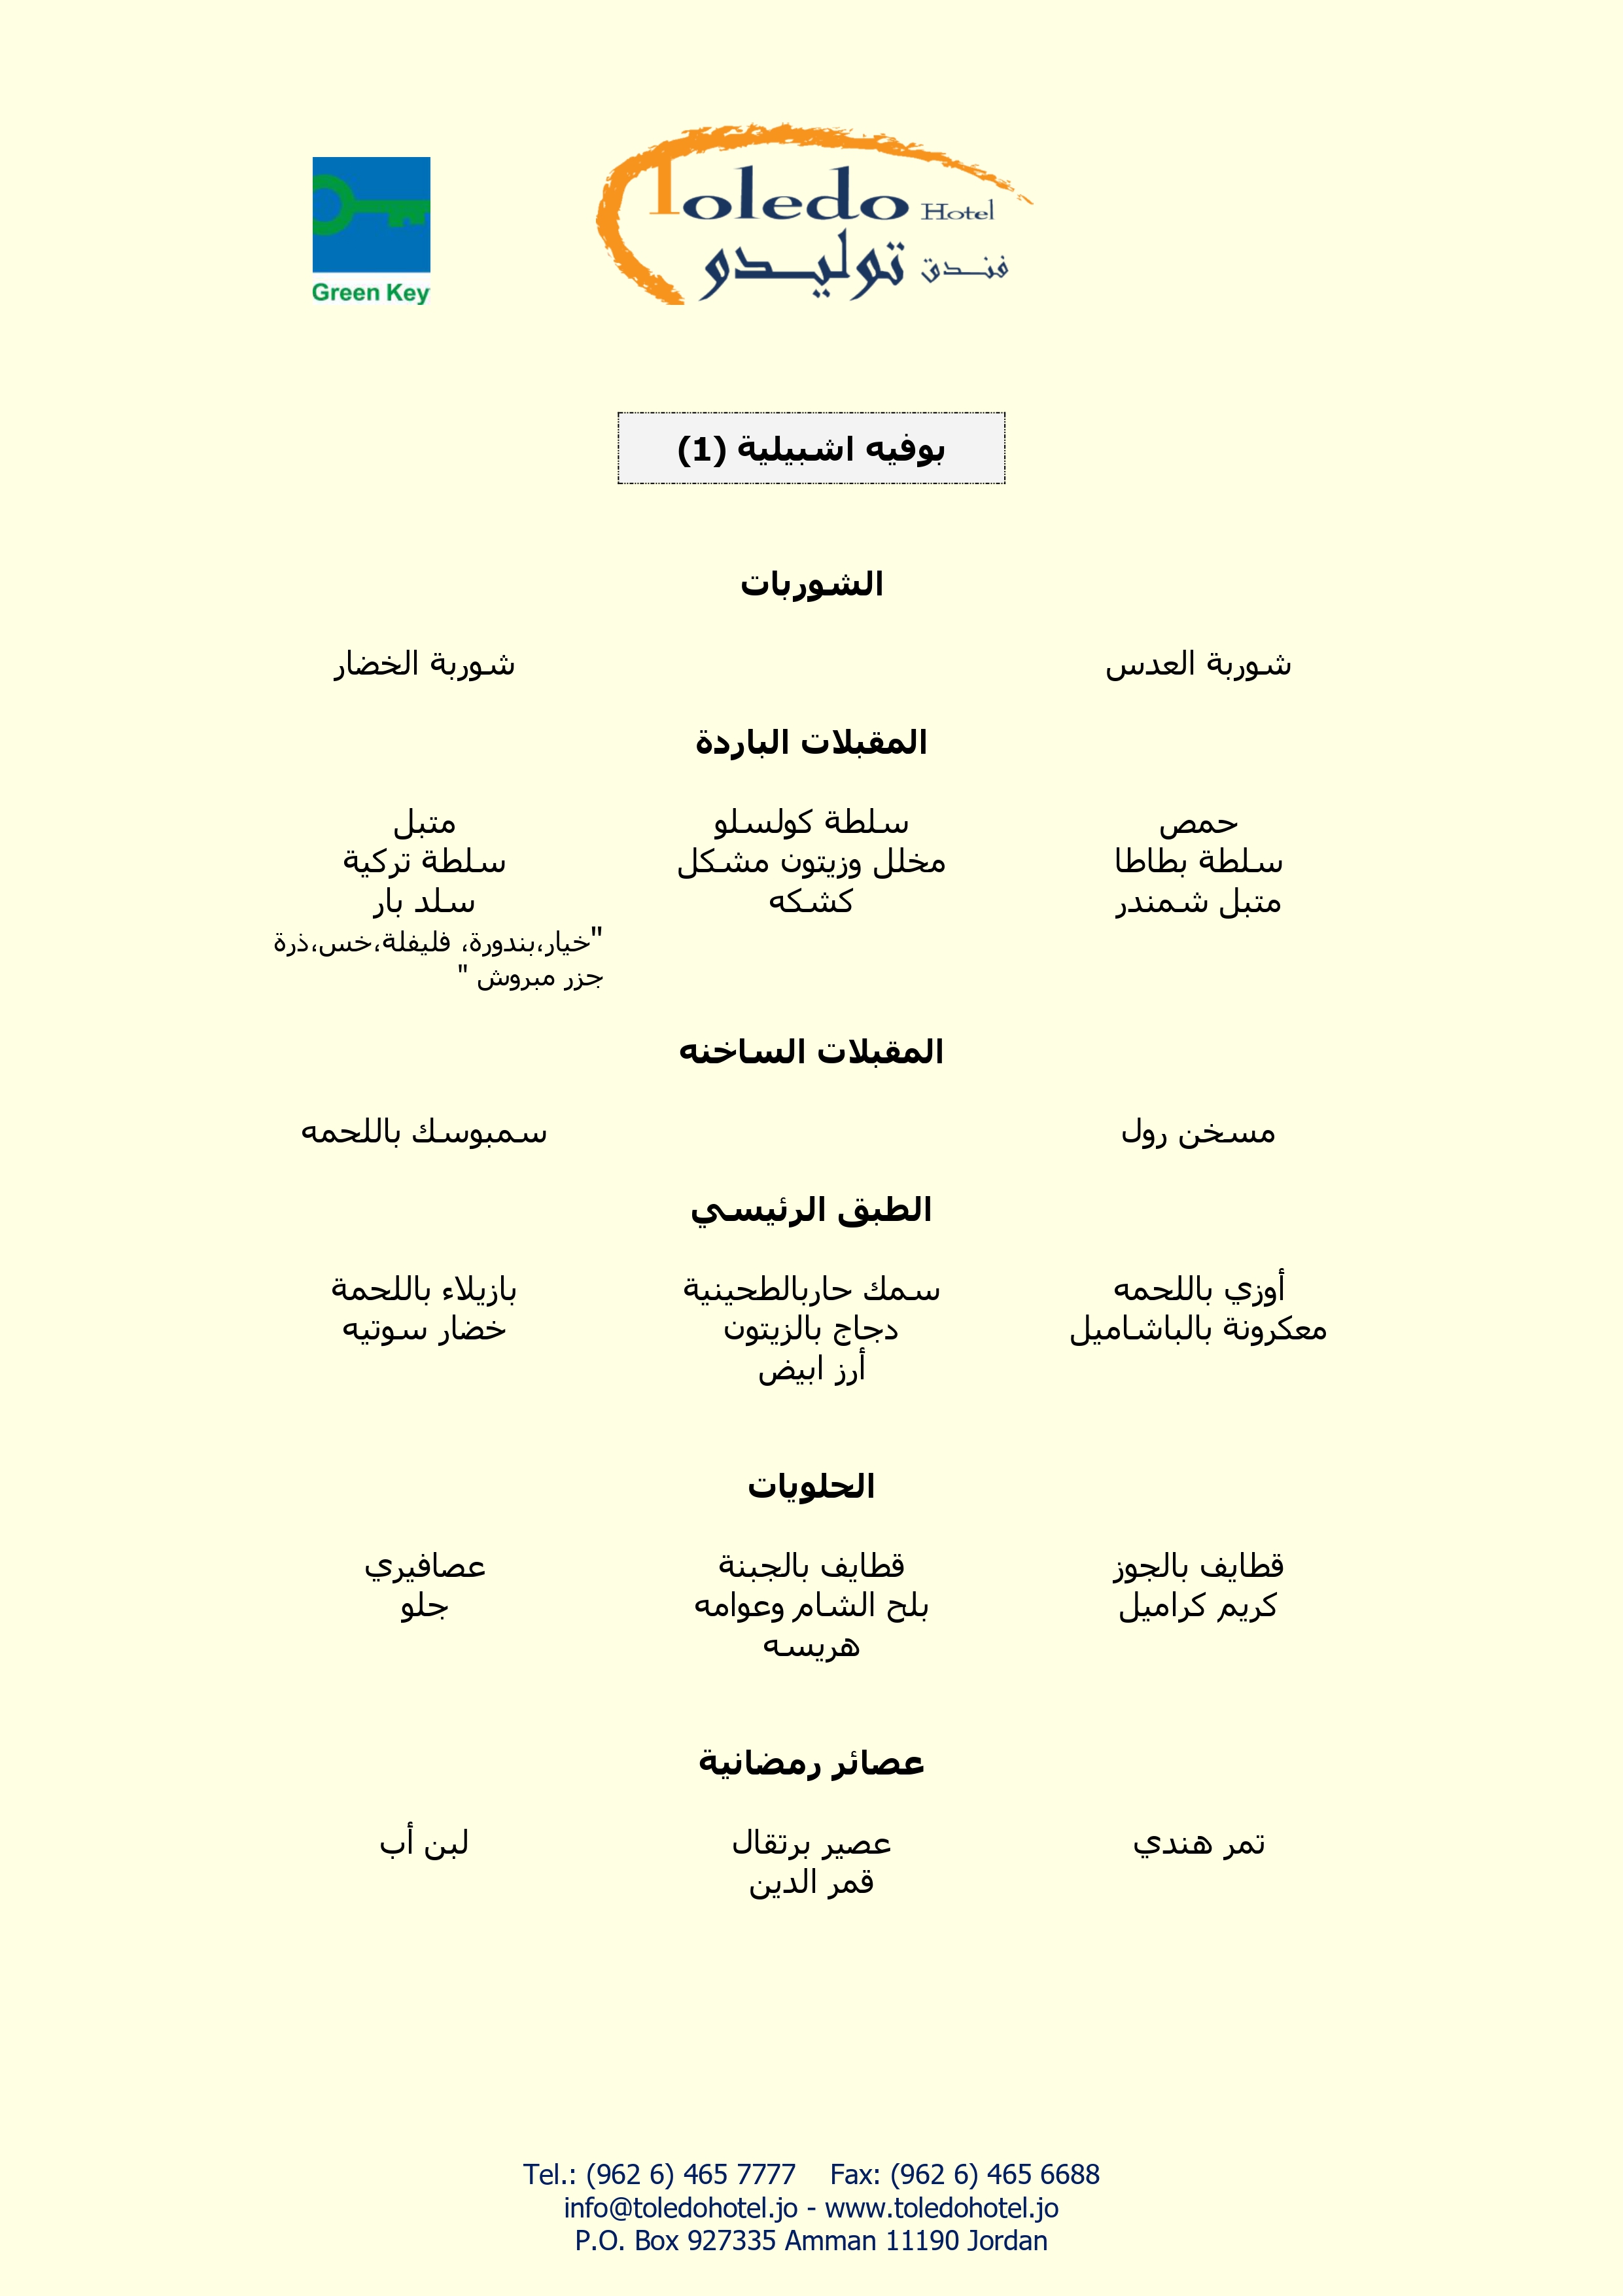 Toledo Hotel
فندق توليدو
Green Key
بوفيه اشبيلية (1)
الشوربات
شوربة العدس شوربة الخضار
المقبلات الباردة
حمص سلطة كولسلو متبل
سلطة بطاطا مخلل وزيتون مشكل سلطة تركية
متبل شمندر كشكه سلد بار
"خيار،بندورة، فليفلة،خس،ذرة
جزر مبروش "
المقبلات الساخنه
مسخن رول سمبوسك باللحمه
الطبق الرئيسي
أوزي باللحمه سمك حاربالطحينية بازيلاء باللحمة
معكرونة بالباشاميل دجاج بالزيتون خضار سوتيه
أرز ابيض
الحلويات
قطايف بالجوز قطايف بالجبنة عصافيري
كريم كراميل بلح الشام وعوامه جلو
هريسه
عصائر رمضانية
تمر هندي عصير برتقال لبن أب
قمر الدين
Tel.: (962 6) 465 7777 Fax: (962 6) 465 6688
info@toledohotel.jo - www.toledohotel.jo
P.O. Box 927335 Amman 11190 Jordan